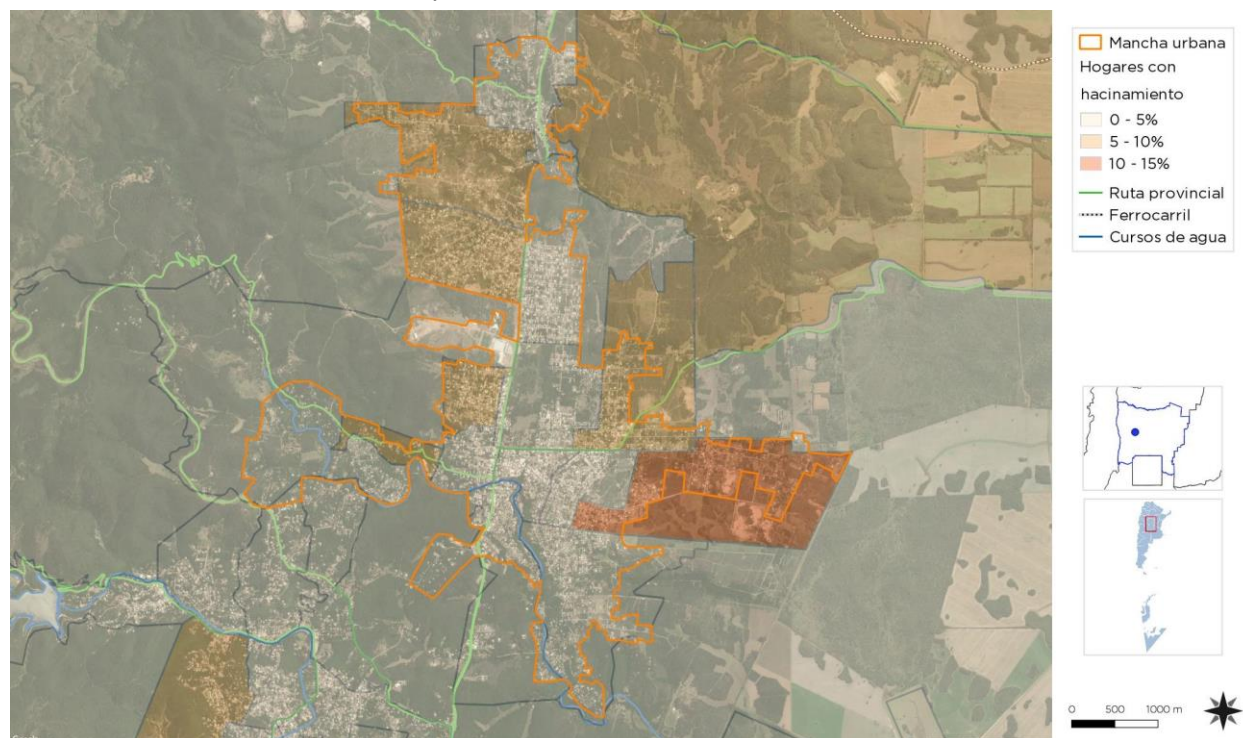 Mancha urbana
Hogares con
hacinamiento
0 - 5%
5 - 10%
10 - 15%
Ruta provincial
Ferrocarril
Cursos de agua
0 500 1000 m